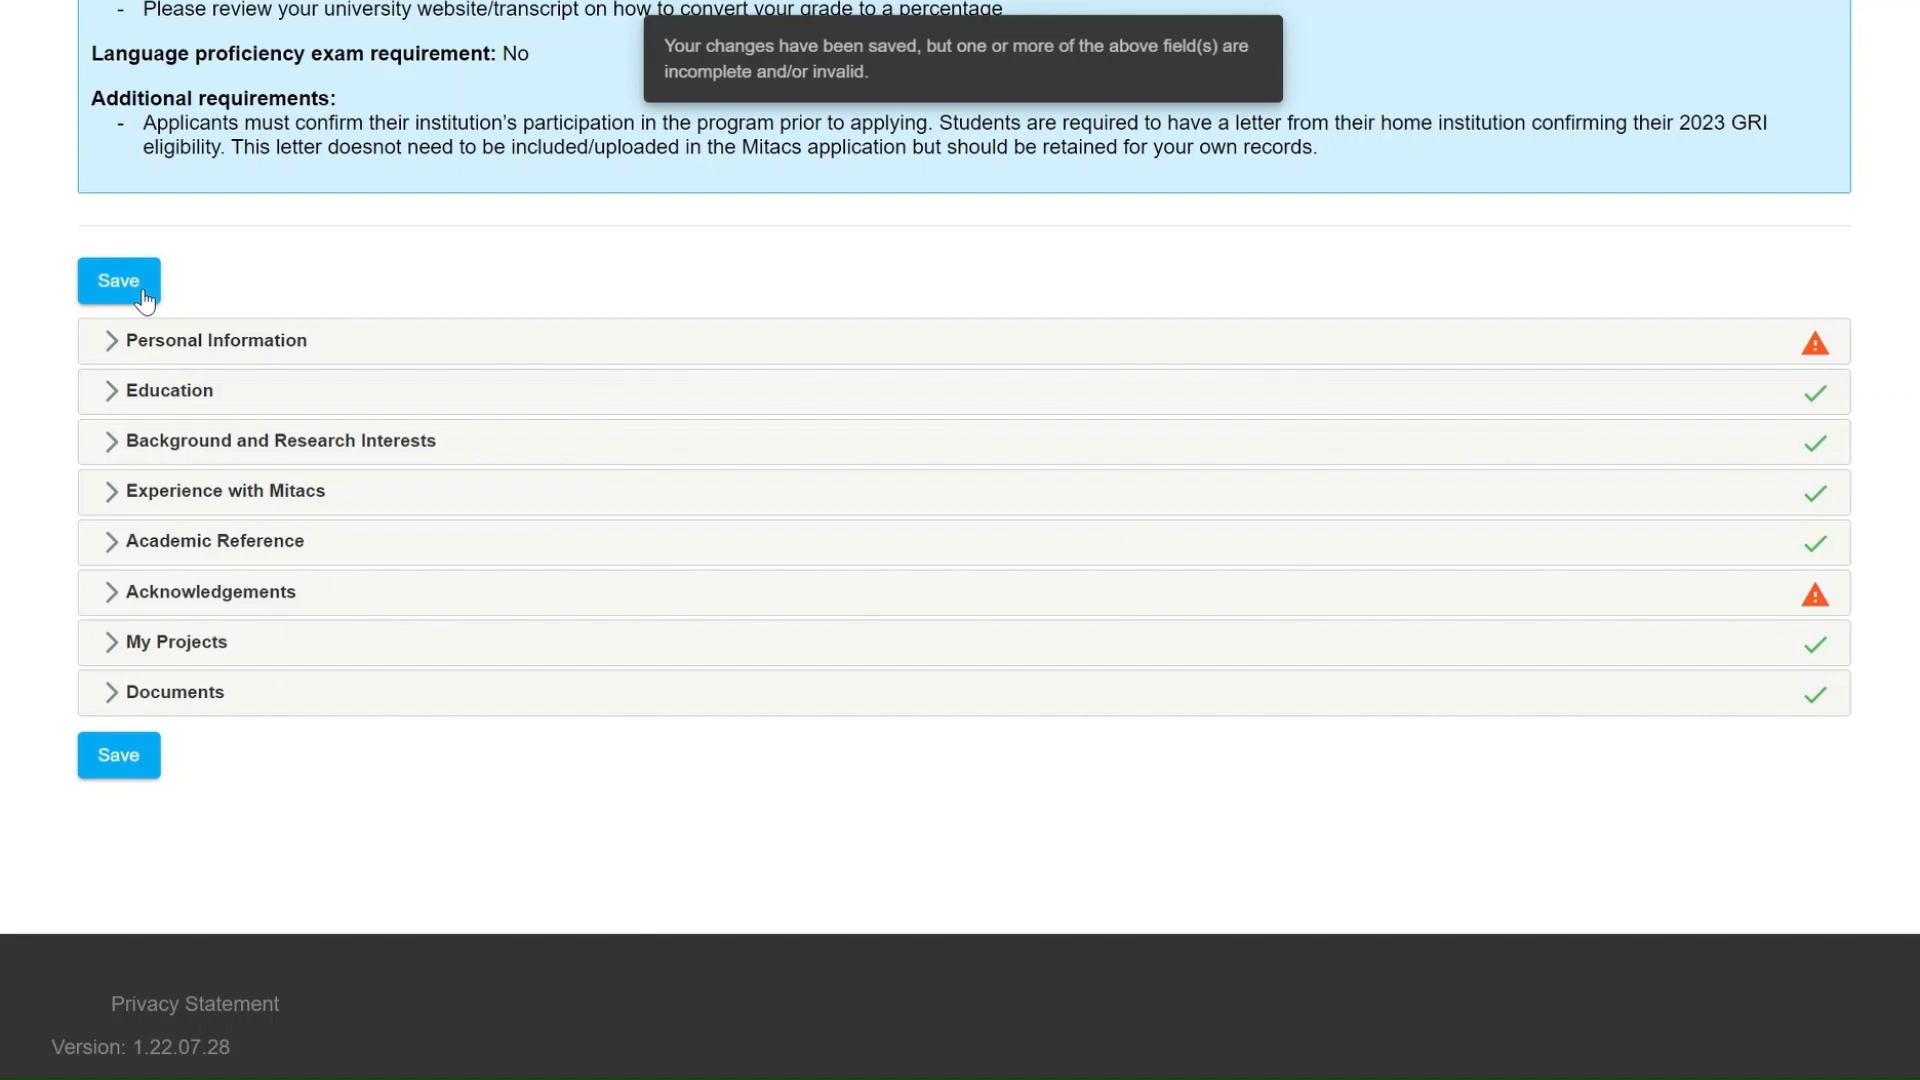 - Please review your university website/transcript on how to convert your grade to a percentage
Your changes have been saved, but one or more of the above field(s) are
incomplete and/or invalid.
Language proficiency exam requirement: No
Additional requirements:
- Applicants must confirm their institution's participation in the program prior to applying. Students are required to have a letter from their home institution confirming their 2023 GRI
eligibility. This letter doesnot need to be included/uploaded in the Mitacs application but should be retained for your own records.
Save
Personal Information
Education
Background and Research Interests
Experience with Mitacs
Academic Reference
Acknowledgements
My Projects
Documents
Save
Privacy Statement
Version: 1.22.07.28